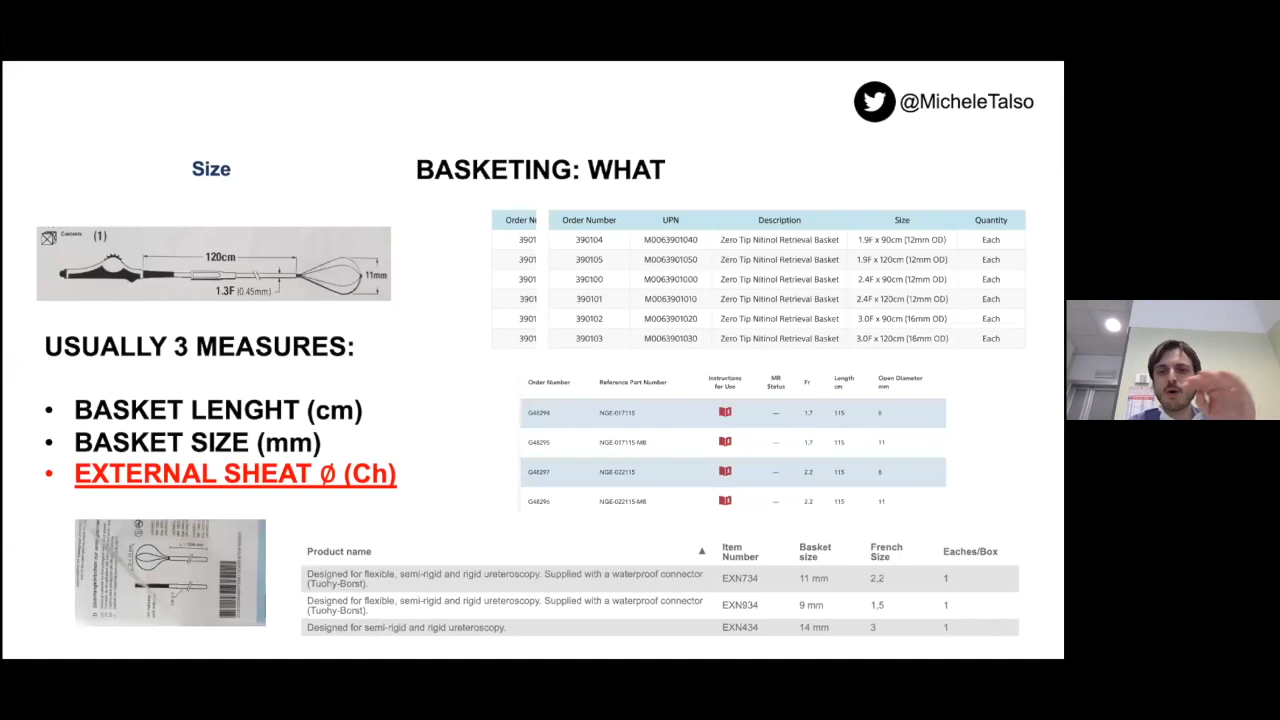 @MicheleTalso
Size
BASKETING: WHAT
Contents (1)
120cm
11mm
1.3F (0.45mm)
USUALLY 3 MEASURES:
• BASKET LENGHT (cm)
• BASKET SIZE (mm)
• EXTERNAL SHEAT Ø (Ch)
Order Nu Order Number UPN Description Size Quantity
3901 390104 M0063901040 Zero Tip Nitinol Retrieval Basket 1.9F x 90cm (12mm OD) Each
3901 390105 M0063901050 Zero Tip Nitinol Retrieval Basket 1.9F x 120cm (12mm OD) Each
3901 390100 M0063901000 Zero Tip Nitinol Retrieval Basket 2.4F x 90cm (12mm OD) Each
3901 390101 M0063901010 Zero Tip Nitinol Retrieval Basket 2.4F x 120cm (12mm OD) Each
3901 390102 M0063901020 Zero Tip Nitinol Retrieval Basket 3.0F x 90cm (16mm OD) Each
3901 390103 M0063901030 Zero Tip Nitinol Retrieval Basket 3.0F x 120cm (16mm OD) Each
Order Number Reference Part Number Instructions for Use MR Status Fr Length cm Open Diameter mm
G48294 NGE-017115 — 1.7 115 8
G48295 NGE-017115-MB — 1.7 115 11
G48297 NGE-022115 — 2.2 115 8
G48296 NGE-022115-MB — 2.2 115 11
Product name ▲ Item Number Basket size French Size Eaches/Box
Designed for flexible, semi-rigid and rigid ureteroscopy. Supplied with a waterproof connector
(Tuohy-Borst). EXN734 11 mm 2,2 1
Designed for flexible, semi-rigid and rigid ureteroscopy. Supplied with a waterproof connector
(Tuohy-Borst). EXN934 9 mm 1,5 1
Designed for semi-rigid and rigid ureteroscopy. EXN434 14 mm 3 1